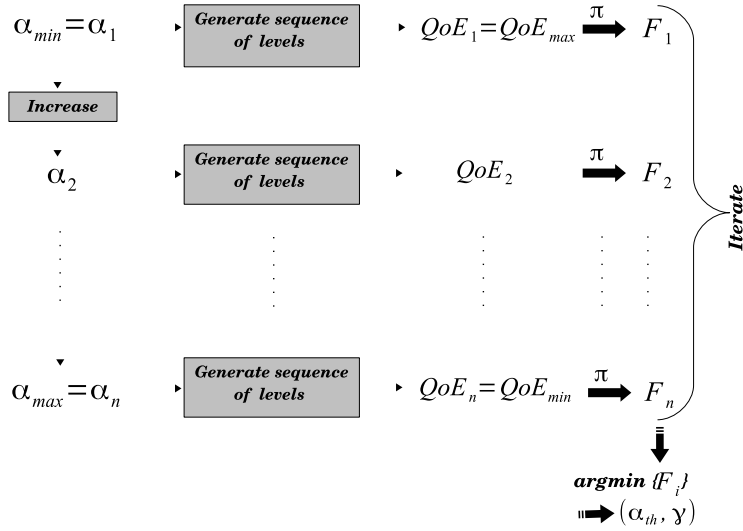 α_min=α_1
Generate sequence
of levels
QoE_1=QoE_max
π
F_1
Increase
α_2
Generate sequence
of levels
QoE_2
π
F_2
Iterate
α_max=α_n
Generate sequence
of levels
QoE_n=QoE_min
π
F_n
argmin {F_i}
(α_th, γ)